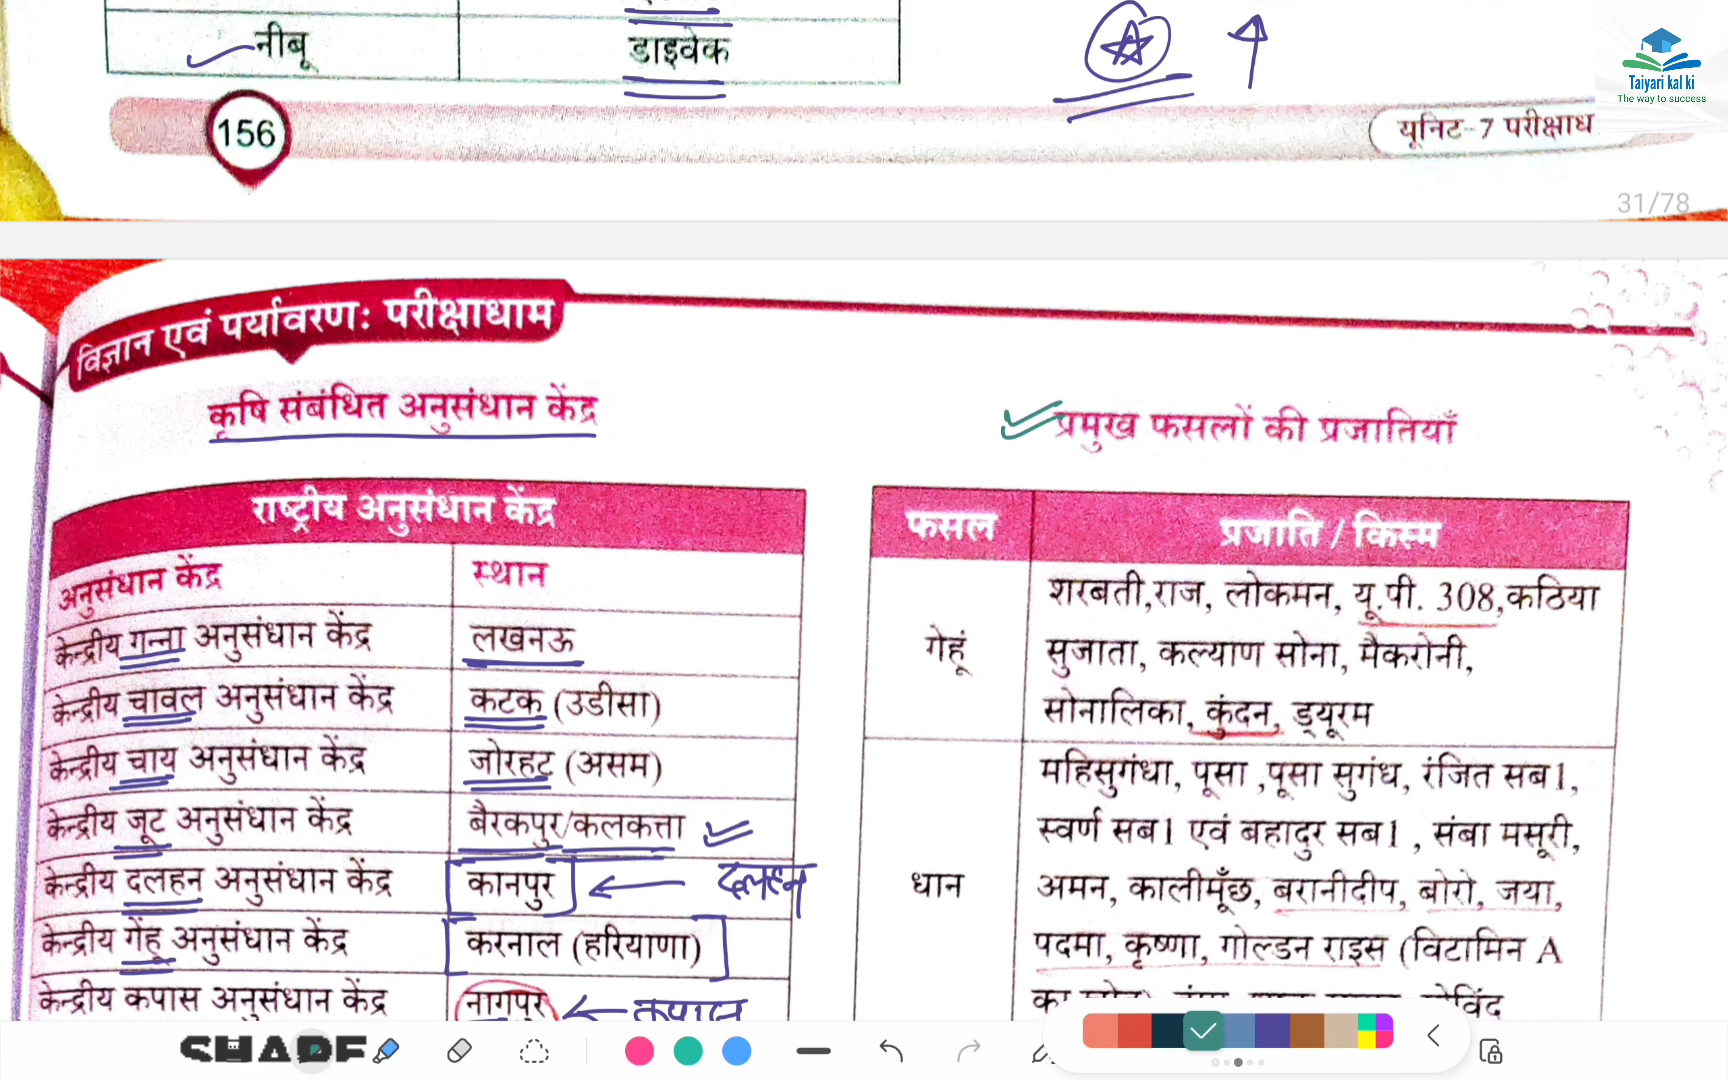 नीबू डाइवेक
Taiyari kal ki
The way to success
156
यूनिट-7 परीक्षाध
31/78
विज्ञान एवं पर्यावरण: परीक्षाधाम
कृषि संबंधित अनुसंधान केंद्र
राष्ट्रीय अनुसंधान केंद्र
अनुसंधान केंद्र स्थान
केन्द्रीय गन्ना अनुसंधान केंद्र लखनऊ
केन्द्रीय चावल अनुसंधान केंद्र कटक (उडीसा)
केन्द्रीय चाय अनुसंधान केंद्र जोरहट (असम)
केन्द्रीय जूट अनुसंधान केंद्र बैरकपुर/कलकत्ता
केन्द्रीय दलहन अनुसंधान केंद्र कानपुर दलहन
केन्द्रीय गेंहू अनुसंधान केंद्र करनाल (हरियाणा)
केन्द्रीय कपास अनुसंधान केंद्र नागपुर कपास
प्रमुख फसलों की प्रजातियाँ
फसल प्रजाति / किस्म
गेहूं
शरबती,राज, लोकमन, यू.पी. 308,कठिया
सुजाता, कल्याण सोना, मैकरोनी,
सोनालिका, कुंदन, ड्यूरम
धान
महिसुगंधा, पूसा ,पूसा सुगंध, रंजित सब1,
स्वर्ण सब1 एवं बहादुर सब1 , संबा मसूरी,
अमन, कालीमूँछ, बरानीदीप, बोरो, जया,
पदमा, कृष्णा, गोल्डन राइस (विटामिन A